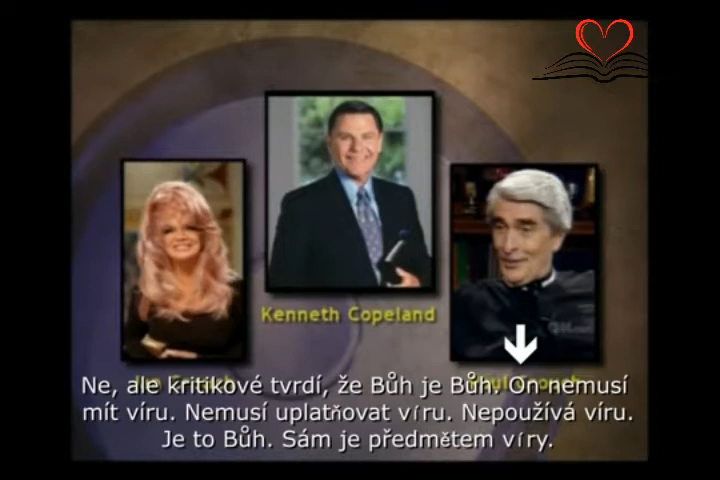 Kenneth Copeland
Ne, ale kritikové tvrdí, že Bůh je Bůh. On nemusí
mít víru. Nemusí uplatňovat víru. Nepoužívá víru.
Je to Bůh. Sám je předmětem víry.